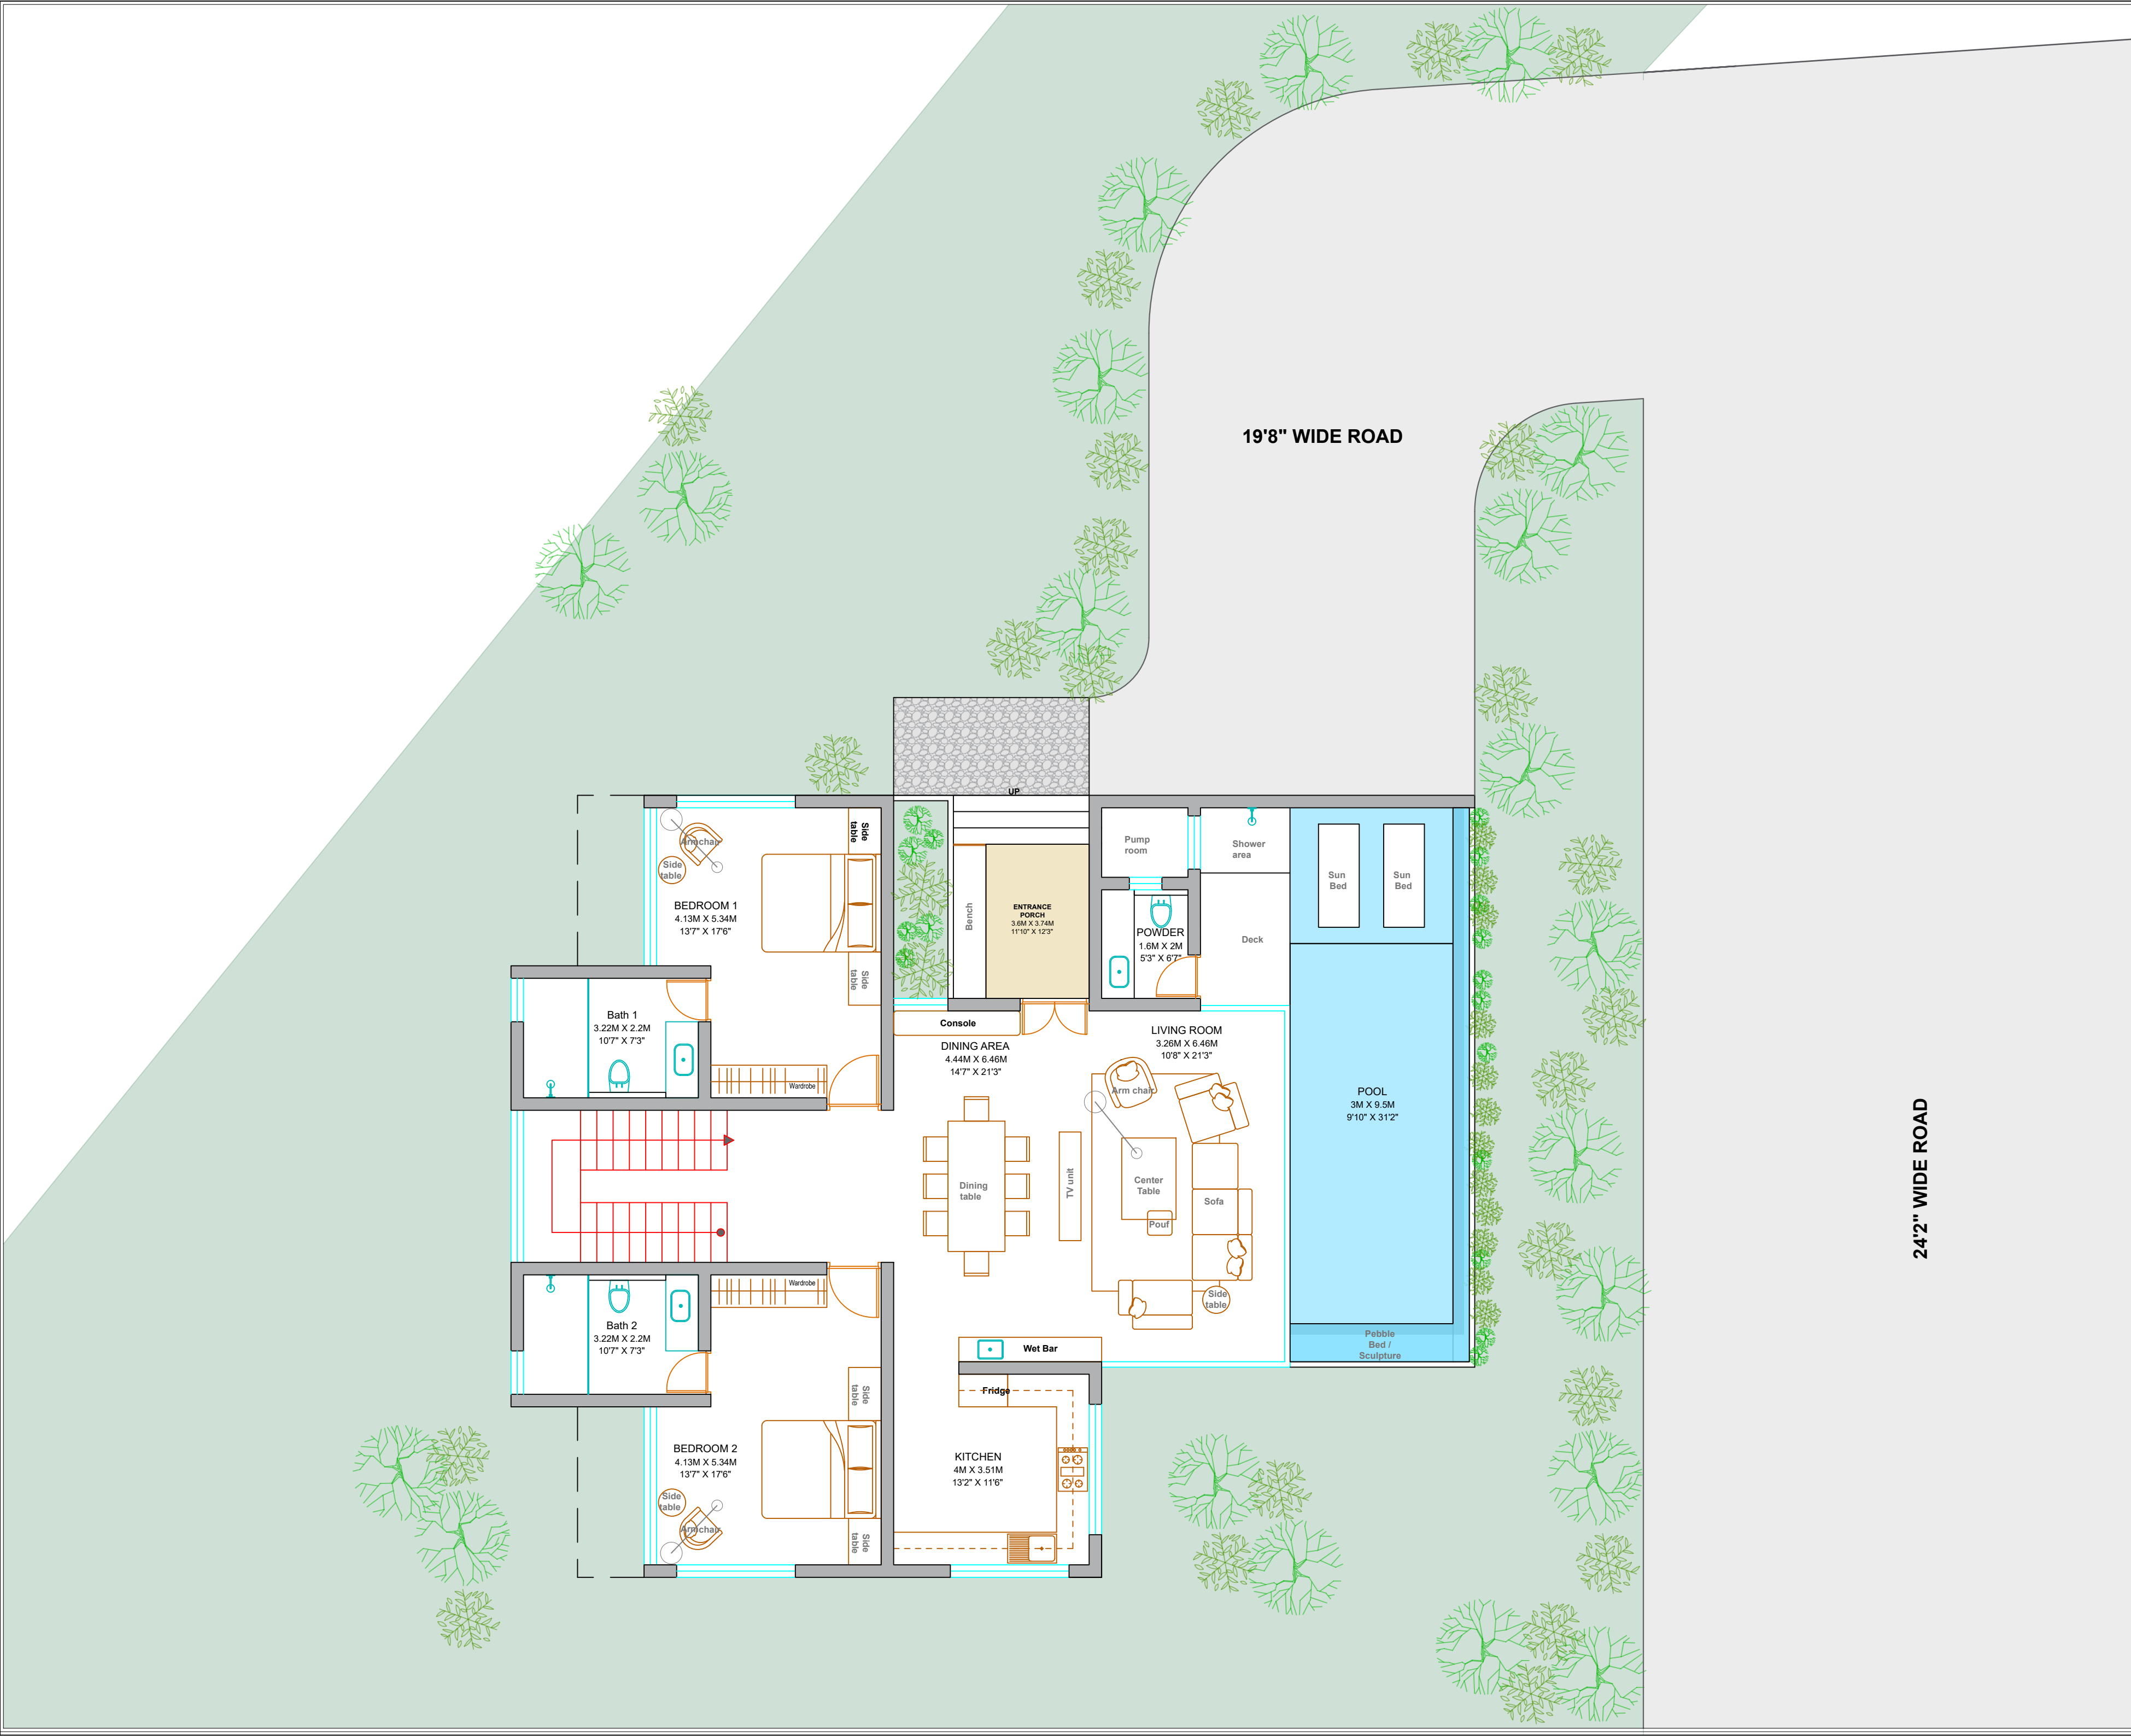 19'8" WIDE ROAD
24'2" WIDE ROAD
UP
Side
table
Armchair
Side
table
BEDROOM 1
4.13M X 5.34M
13'7" X 17'6"
Side
table
Bench
ENTRANCE
PORCH
3.6M X 3.74M
11'10" X 12'3"
Pump
room
Shower
area
Sun
Bed
Sun
Bed
POWDER
1.6M X 2M
5'3" X 6'7"
Deck
Bath 1
3.22M X 2.2M
10'7" X 7'3"
Wardrobe
Console
DINING AREA
4.44M X 6.46M
14'7" X 21'3"
LIVING ROOM
3.26M X 6.46M
10'8" X 21'3"
Arm chair
POOL
3M X 9.5M
9'10" X 31'2"
Dining
table
TV unit
Center
Table
Sofa
Pouf
Side
table
Wardrobe
Bath 2
3.22M X 2.2M
10'7" X 7'3"
Wet Bar
Pebble
Bed /
Sculpture
Side
table
Fridge
BEDROOM 2
4.13M X 5.34M
13'7" X 17'6"
KITCHEN
4M X 3.51M
13'2" X 11'6"
Side
table
Armchair
Side
table